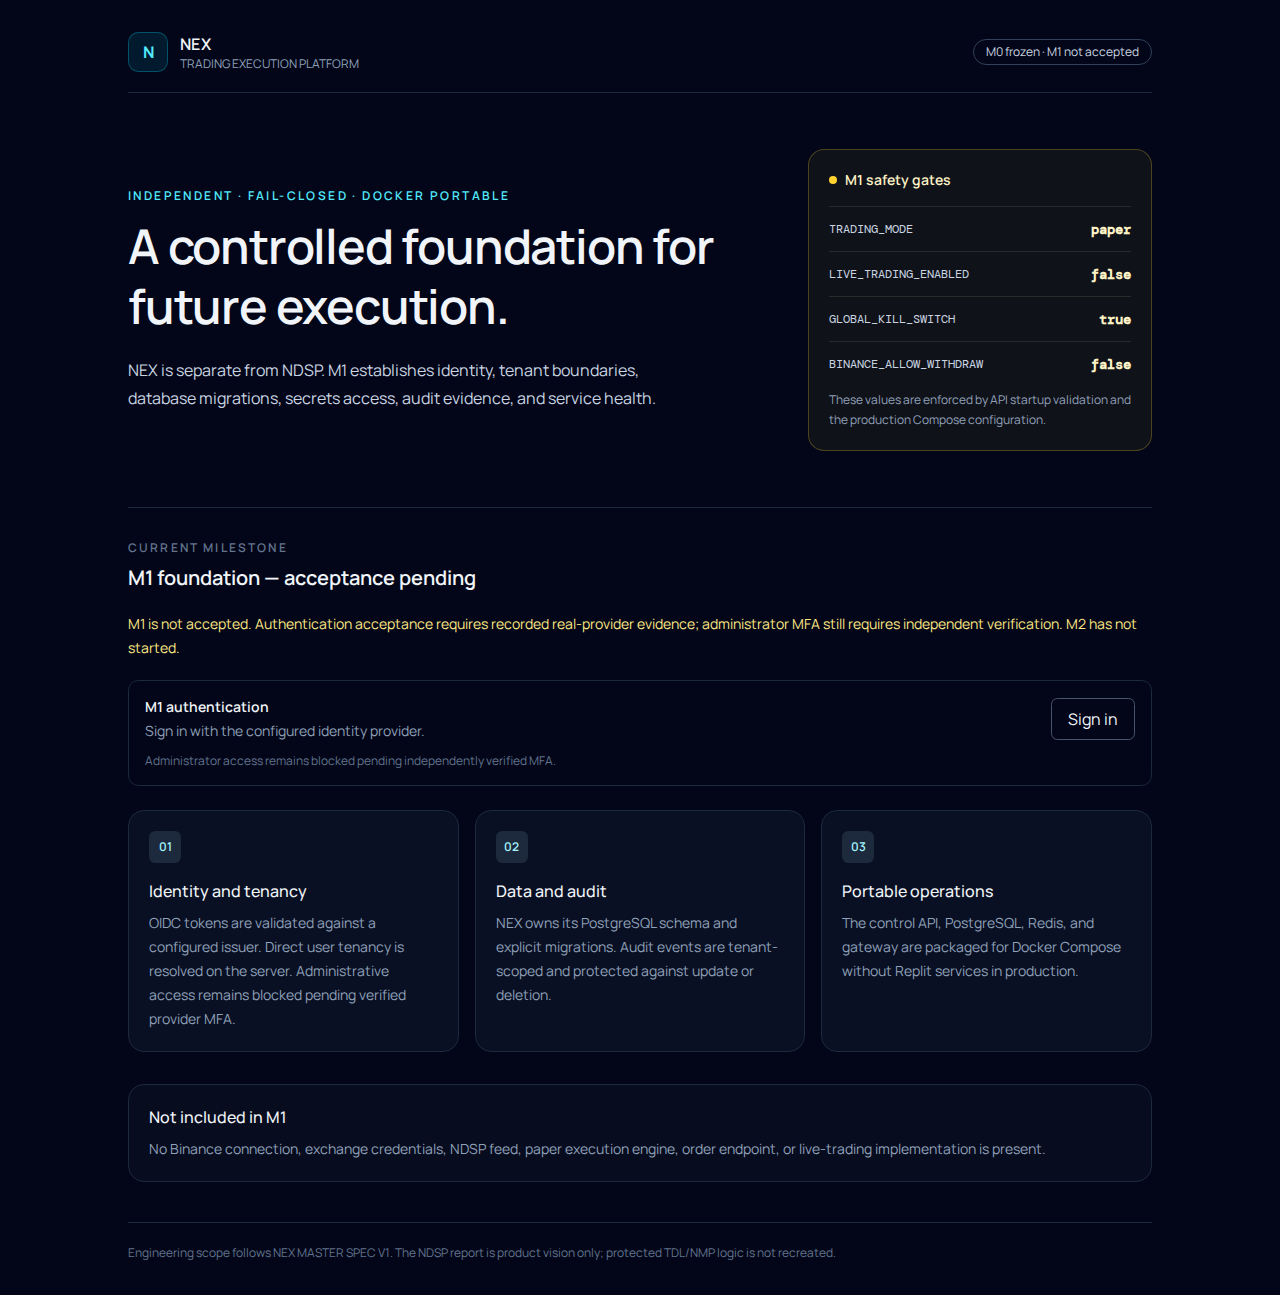 N
NEX
TRADING EXECUTION PLATFORM
M0 frozen · M1 not accepted
INDEPENDENT · FAIL-CLOSED · DOCKER PORTABLE
A controlled foundation for
future execution.
NEX is separate from NDSP. M1 establishes identity, tenant boundaries,
database migrations, secrets access, audit evidence, and service health.
M1 safety gates
TRADING_MODE paper
LIVE_TRADING_ENABLED false
GLOBAL_KILL_SWITCH true
BINANCE_ALLOW_WITHDRAW false
These values are enforced by API startup validation and
the production Compose configuration.
CURRENT MILESTONE
M1 foundation — acceptance pending
M1 is not accepted. Authentication acceptance requires recorded real-provider evidence; administrator MFA still requires independent verification. M2 has not
started.
M1 authentication
Sign in with the configured identity provider.
Administrator access remains blocked pending independently verified MFA.
Sign in
01
Identity and tenancy
OIDC tokens are validated against a
configured issuer. Direct user tenancy is
resolved on the server. Administrative
access remains blocked pending verified
provider MFA.
02
Data and audit
NEX owns its PostgreSQL schema and
explicit migrations. Audit events are tenant-
scoped and protected against update or
deletion.
03
Portable operations
The control API, PostgreSQL, Redis, and
gateway are packaged for Docker Compose
without Replit services in production.
Not included in M1
No Binance connection, exchange credentials, NDSP feed, paper execution engine, order endpoint, or live-trading implementation is present.
Engineering scope follows NEX MASTER SPEC V1. The NDSP report is product vision only; protected TDL/NMP logic is not recreated.